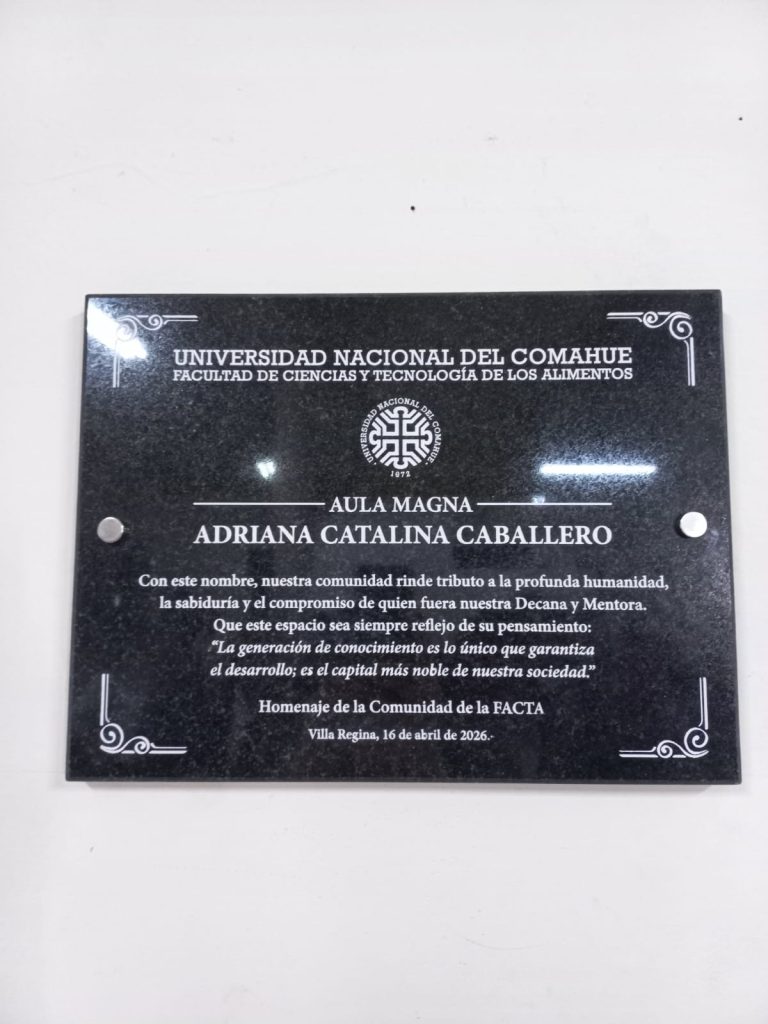 UNIVERSIDAD NACIONAL DEL COMAHUE
FACULTAD DE CIENCIAS Y TECNOLOGÍA DE LOS ALIMENTOS
UNIVERSIDAD NACIONAL DEL COMAHUE
1972
AULA MAGNA
ADRIANA CATALINA CABALLERO
Con este nombre, nuestra comunidad rinde tributo a la profunda humanidad,
la sabiduría y el compromiso de quien fuera nuestra Decana y Mentora.
Que este espacio sea siempre reflejo de su pensamiento:
“La generación de conocimiento es lo único que garantiza
el desarrollo; es el capital más noble de nuestra sociedad.”
Homenaje de la Comunidad de la FACTA
Villa Regina, 16 de abril de 2026.-